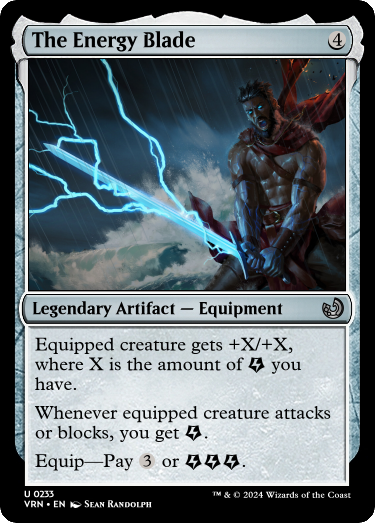 The Energy Blade 4
Legendary Artifact — Equipment
Equipped creature gets +X/+X,
where X is the amount of you
have.
Whenever equipped creature attacks
or blocks, you get .
Equip—Pay 3 or .
U 0233
VRN • EN Sean Randolph
™ & © 2024 Wizards of the Coast